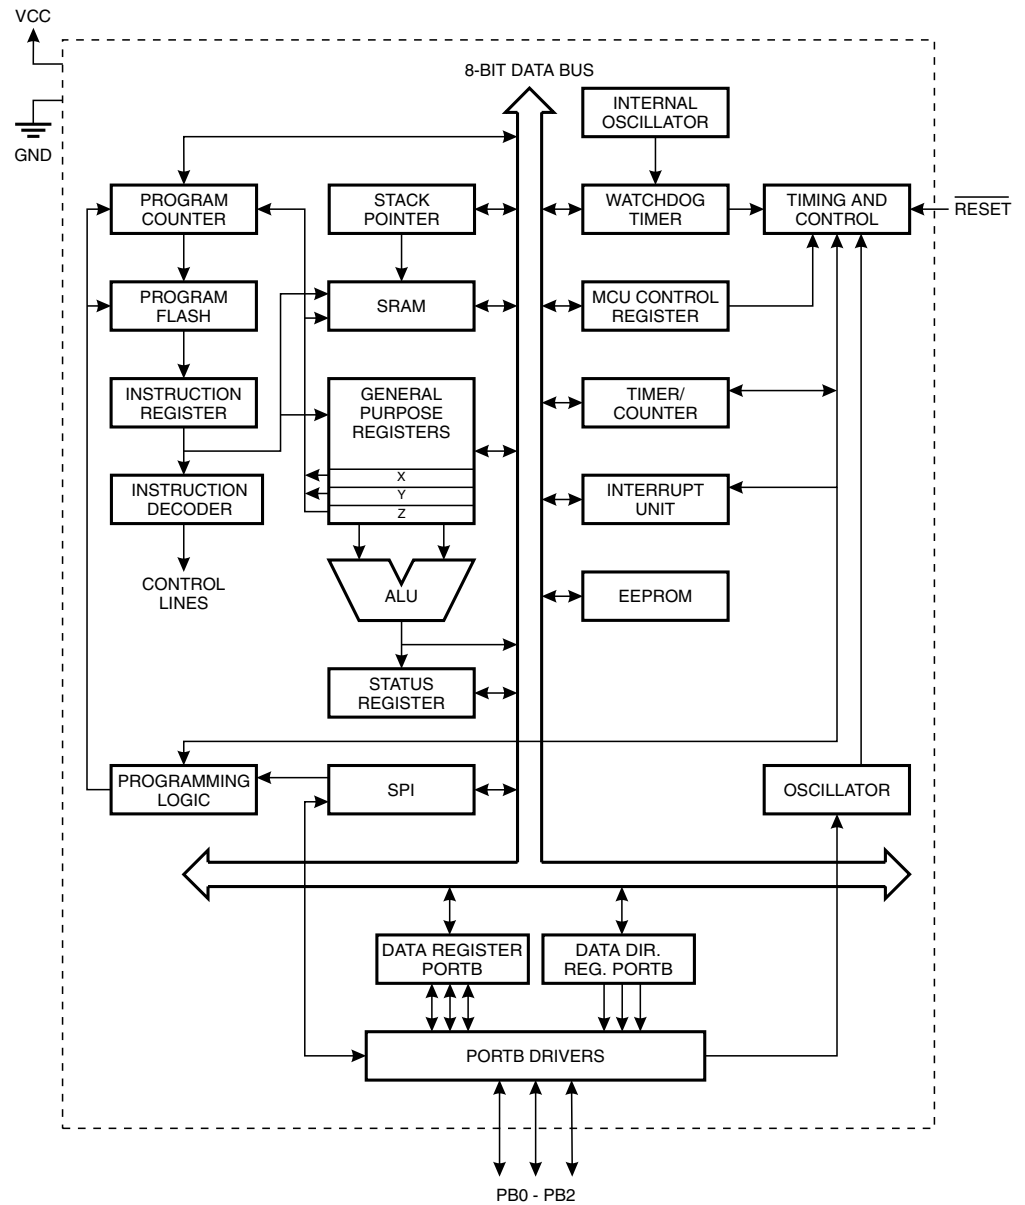 VCC
GND
8-BIT DATA BUS
INTERNAL
OSCILLATOR
PROGRAM
COUNTER
STACK
POINTER
WATCHDOG
TIMER
TIMING AND
CONTROL
RESET
PROGRAM
FLASH
SRAM
MCU CONTROL
REGISTER
INSTRUCTION
REGISTER
GENERAL
PURPOSE
REGISTERS
X
Y
Z
TIMER/
COUNTER
INSTRUCTION
DECODER
INTERRUPT
UNIT
CONTROL
LINES
ALU
EEPROM
STATUS
REGISTER
PROGRAMMING
LOGIC
SPI
OSCILLATOR
DATA REGISTER
PORTB
DATA DIR.
REG. PORTB
PORTB DRIVERS
PB0 - PB2